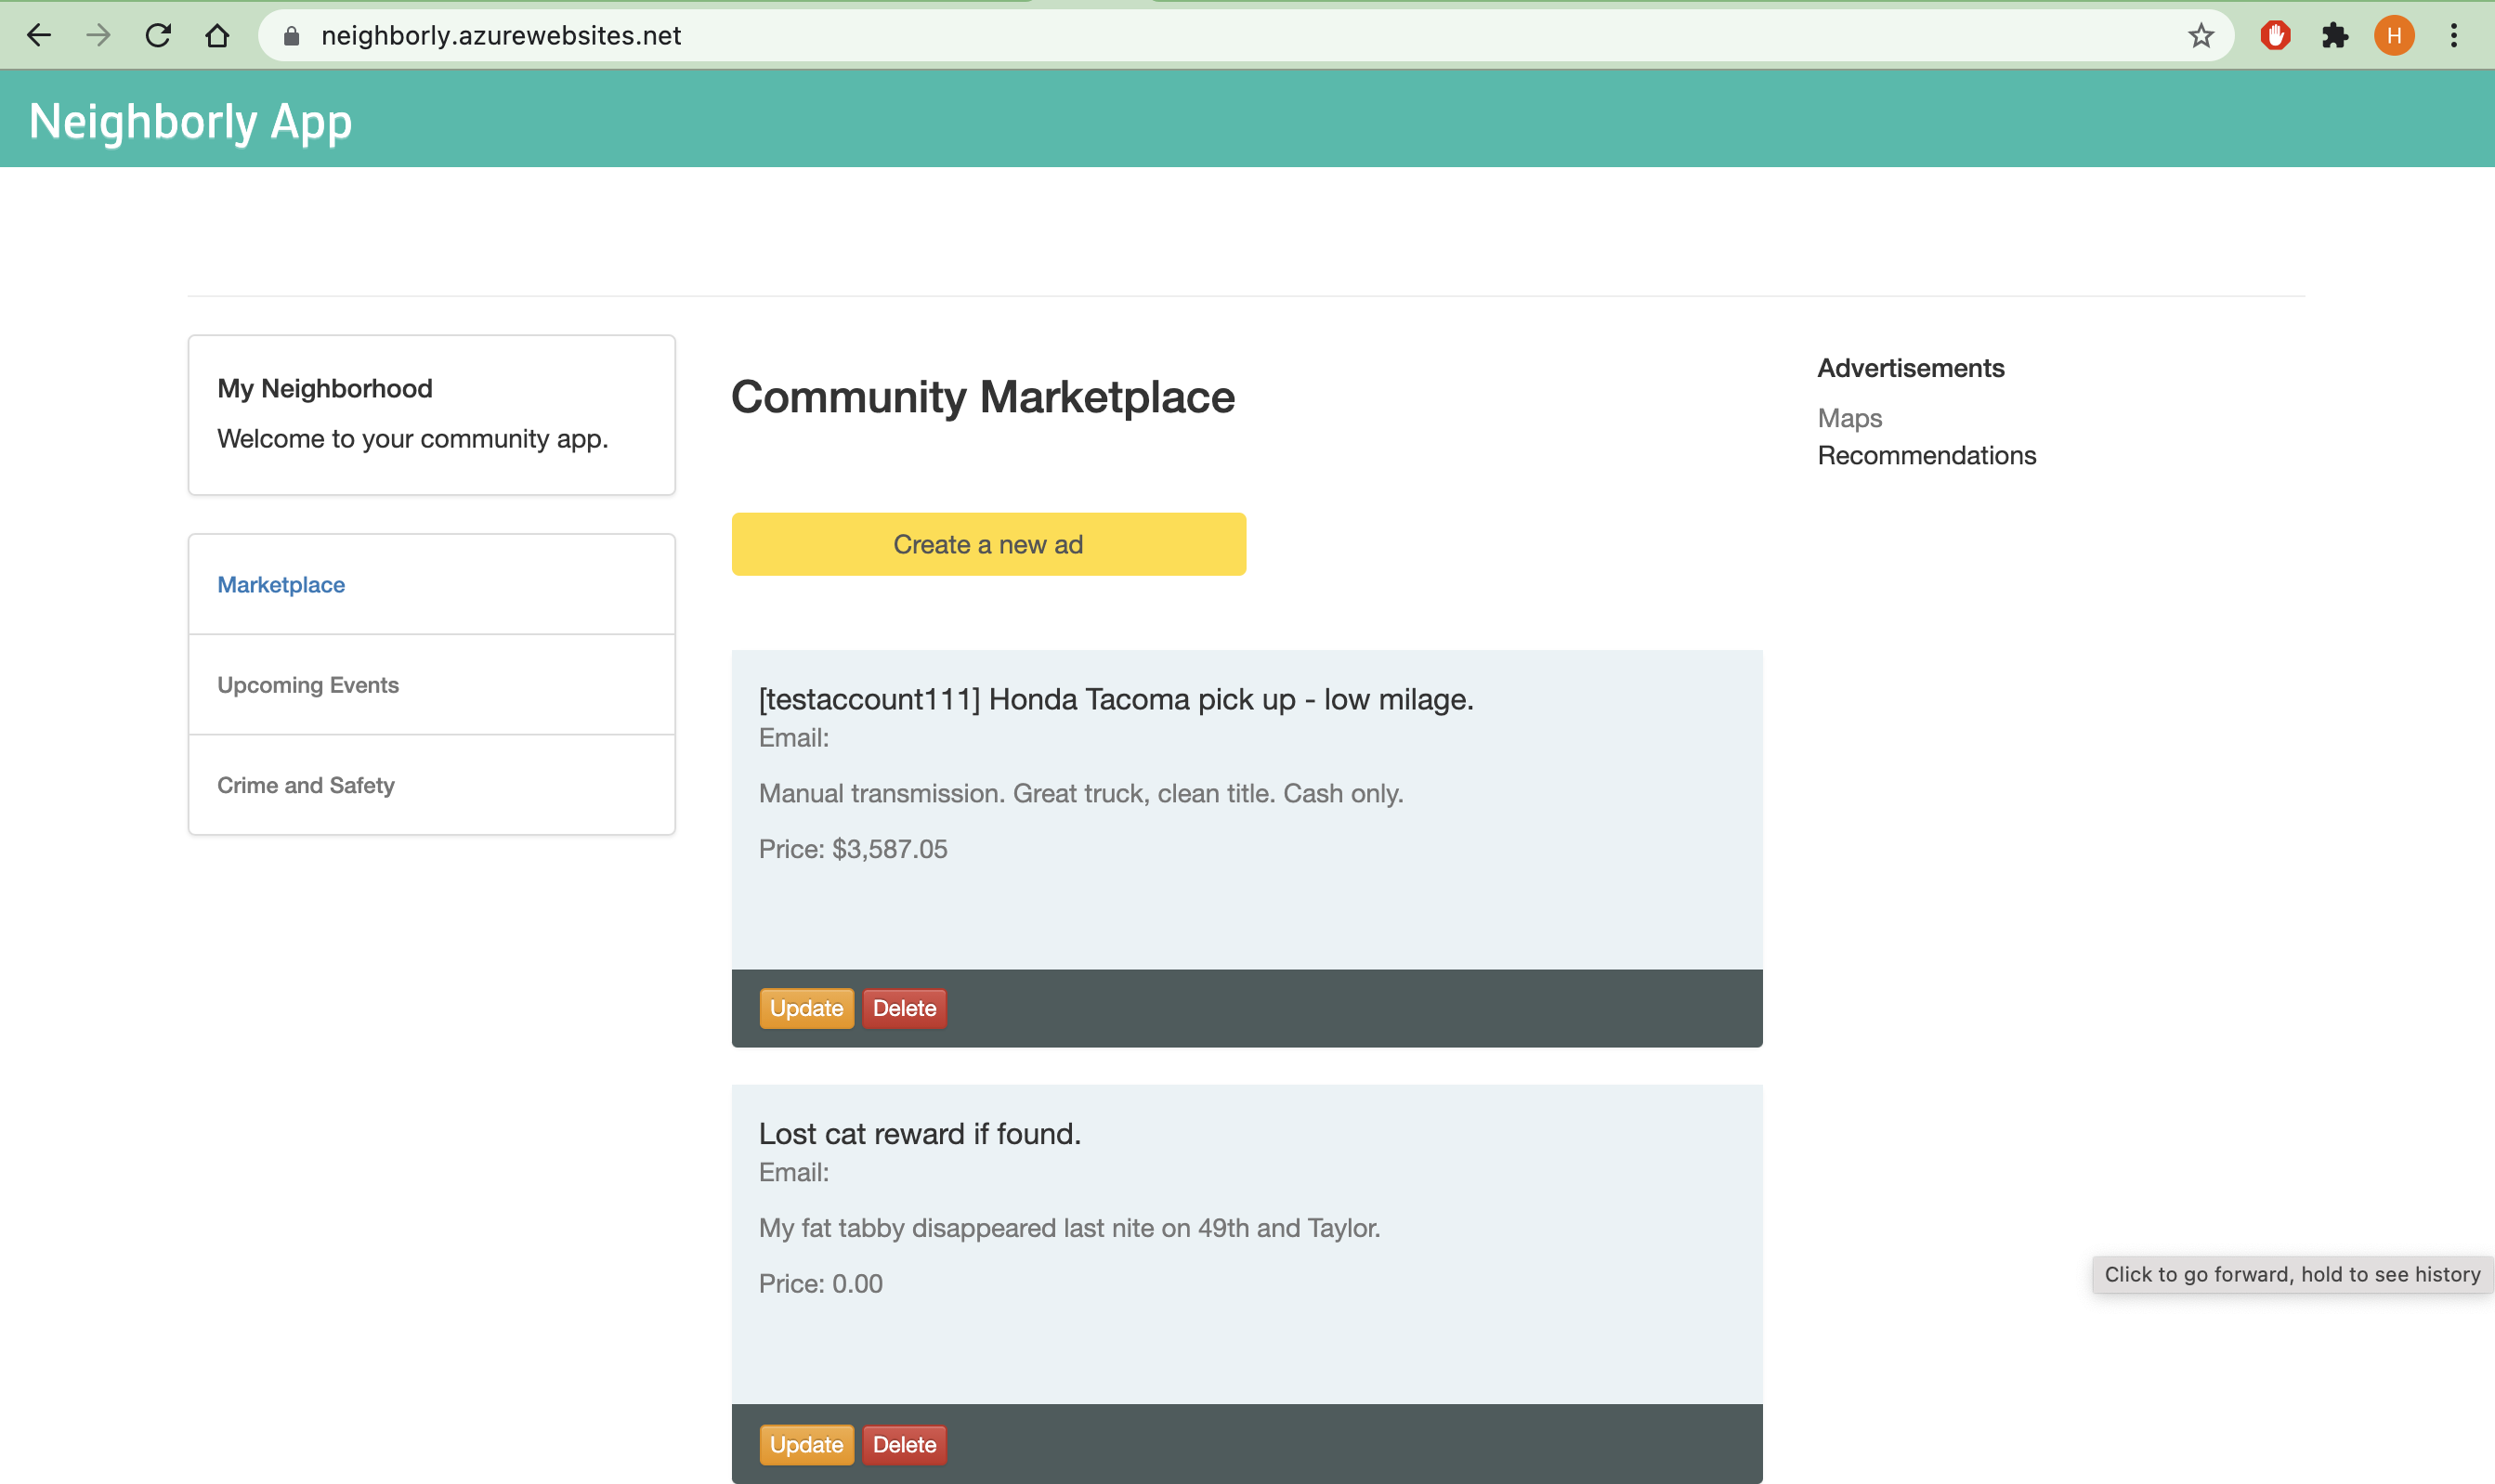 neighborly.azurewebsites.net
H
Neighborly App
My Neighborhood
Welcome to your community app.
Marketplace
Upcoming Events
Crime and Safety
Community Marketplace
Create a new ad
[testaccount111] Honda Tacoma pick up - low milage.
Email:
Manual transmission. Great truck, clean title. Cash only.
Price: $3,587.05
Update Delete
Lost cat reward if found.
Email:
My fat tabby disappeared last nite on 49th and Taylor.
Price: 0.00
Update Delete
Advertisements
Maps
Recommendations
Click to go forward, hold to see history